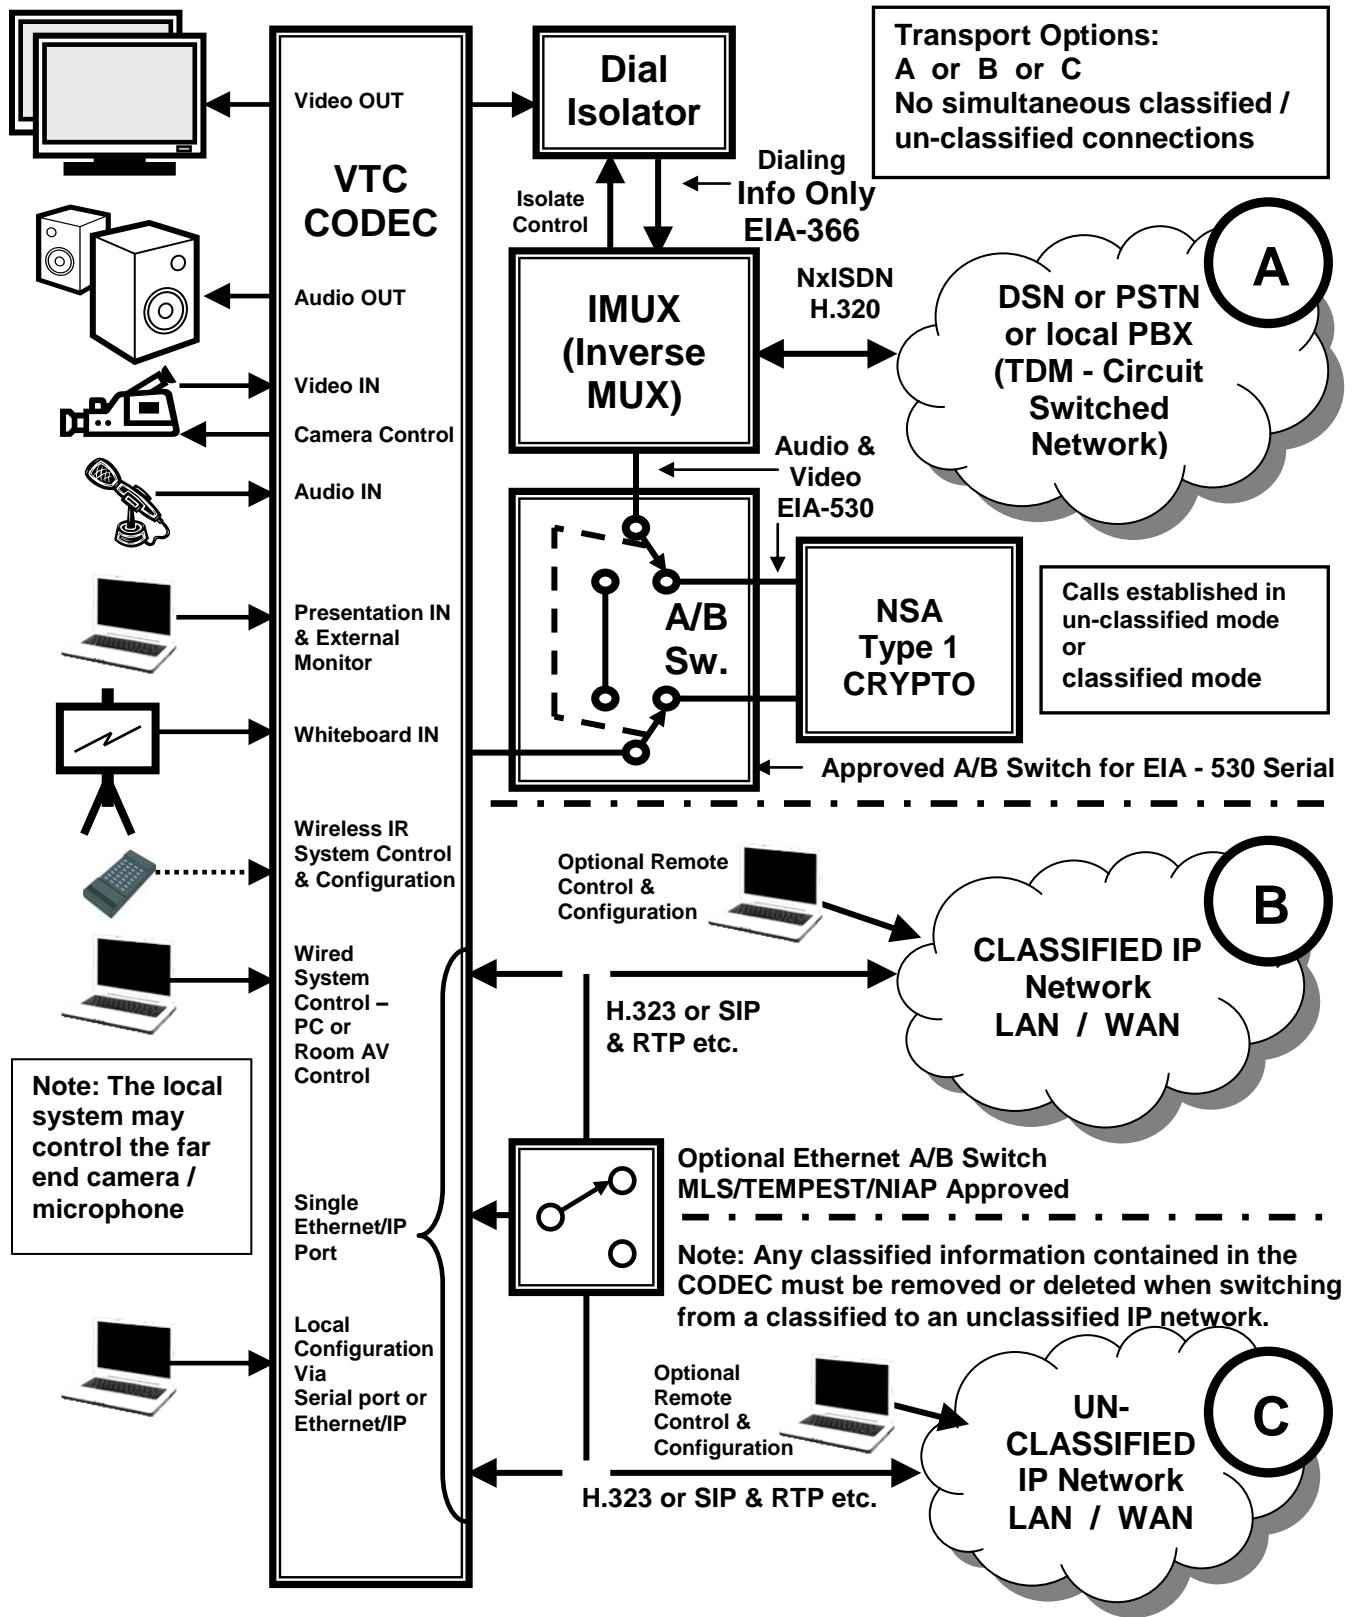 Transport Options:
A or B or C
No simultaneous classified /
un-classified connections
VTC
CODEC
Video OUT
Audio OUT
Video IN
Camera Control
Audio IN
Presentation IN
& External
Monitor
Whiteboard IN
Wireless IR
System Control
& Configuration
Wired
System
Control –
PC or
Room AV
Control
Single
Ethernet/IP
Port
Local
Configuration
Via
Serial port or
Ethernet/IP
Note: The local
system may
control the far
end camera /
microphone
Dial
Isolator
Isolate
Control
Dialing
Info Only
EIA-366
IMUX
(Inverse
MUX)
NxISDN
H.320
A
DSN or PSTN
or local PBX
(TDM - Circuit
Switched
Network)
Audio &
Video
EIA-530
A/B
Sw.
NSA
Type 1
CRYPTO
Calls established in
un-classified mode
or
classified mode
Approved A/B Switch for EIA - 530 Serial
Optional Remote
Control &
Configuration
B
CLASSIFIED IP
Network
LAN / WAN
H.323 or SIP
& RTP etc.
Optional Ethernet A/B Switch
MLS/TEMPEST/NIAP Approved
Note: Any classified information contained in the
CODEC must be removed or deleted when switching
from a classified to an unclassified IP network.
Optional
Remote
Control &
Configuration
C
UN-
CLASSIFIED
IP Network
LAN / WAN
H.323 or SIP & RTP etc.